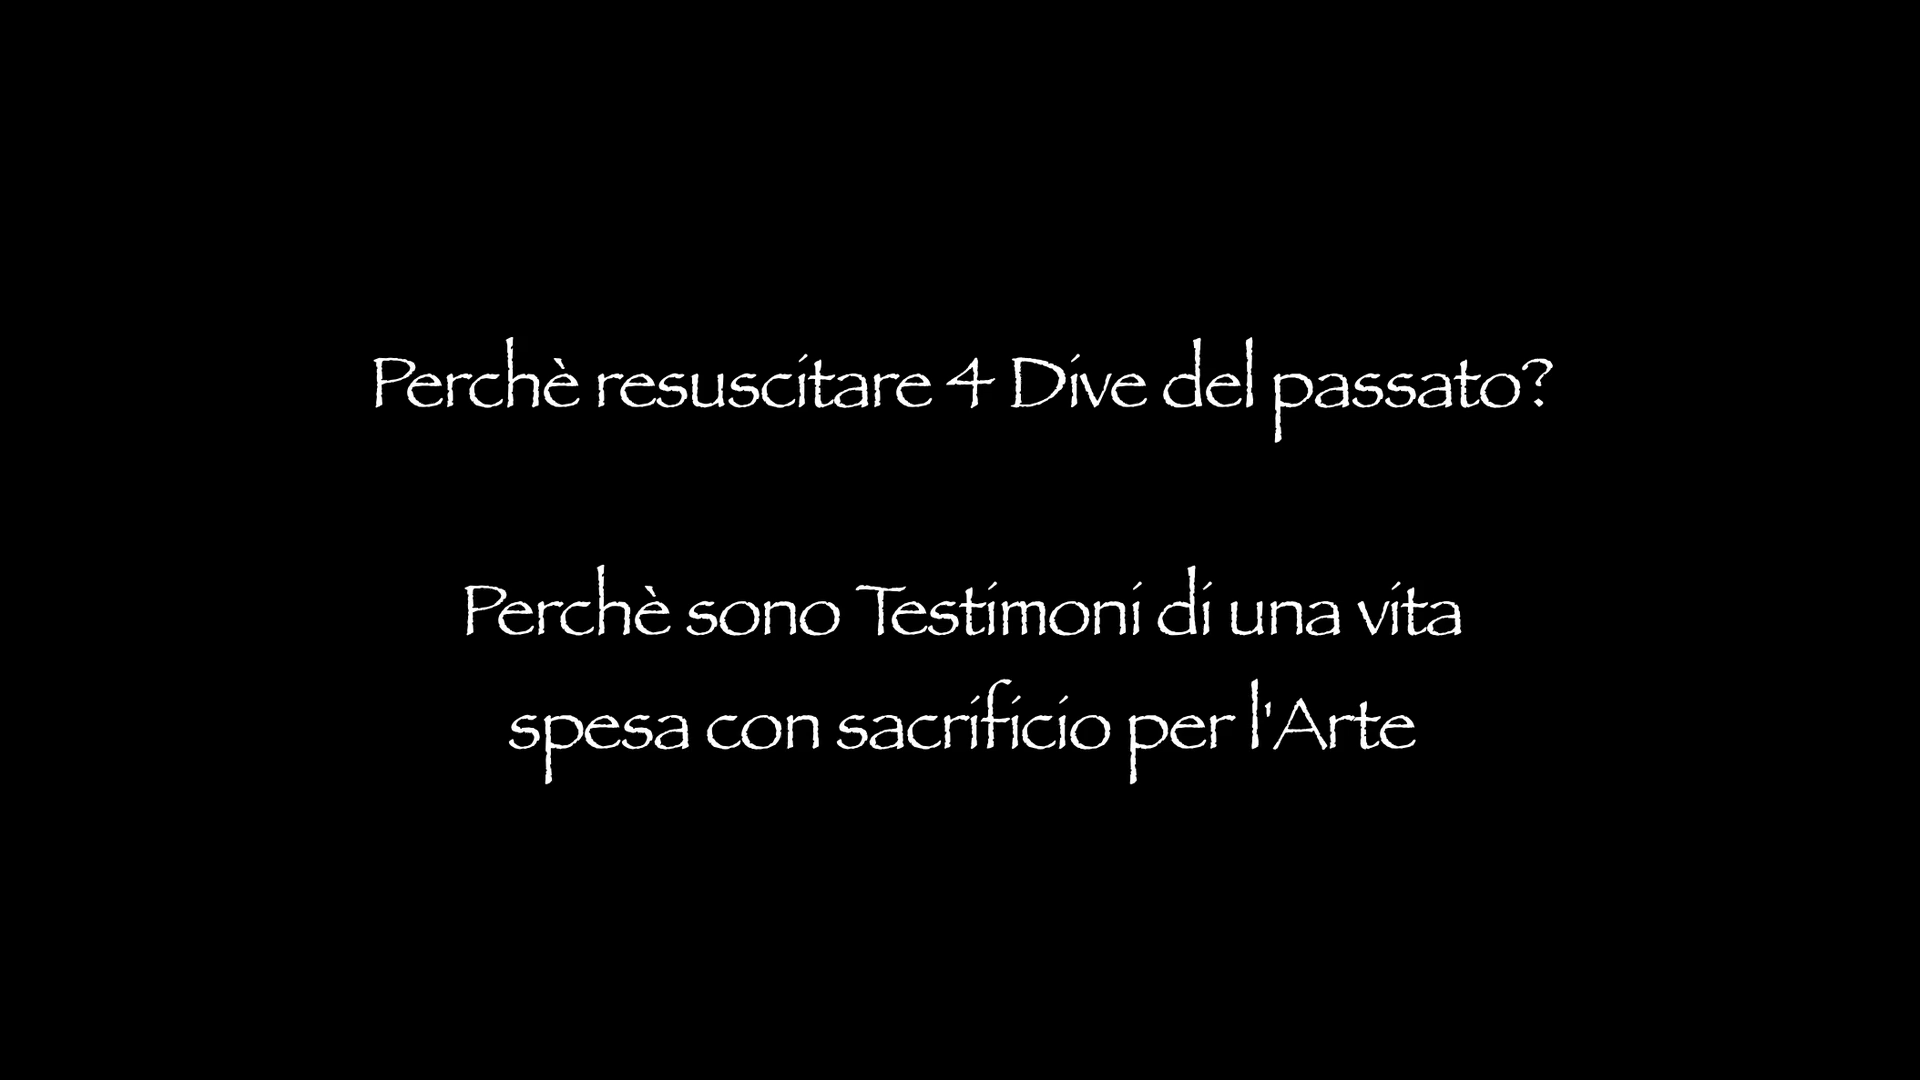 Perchè resuscitare 4 Dive del passato?
Perchè sono Testimoni di una vita
spesa con sacrificio per l'Arte